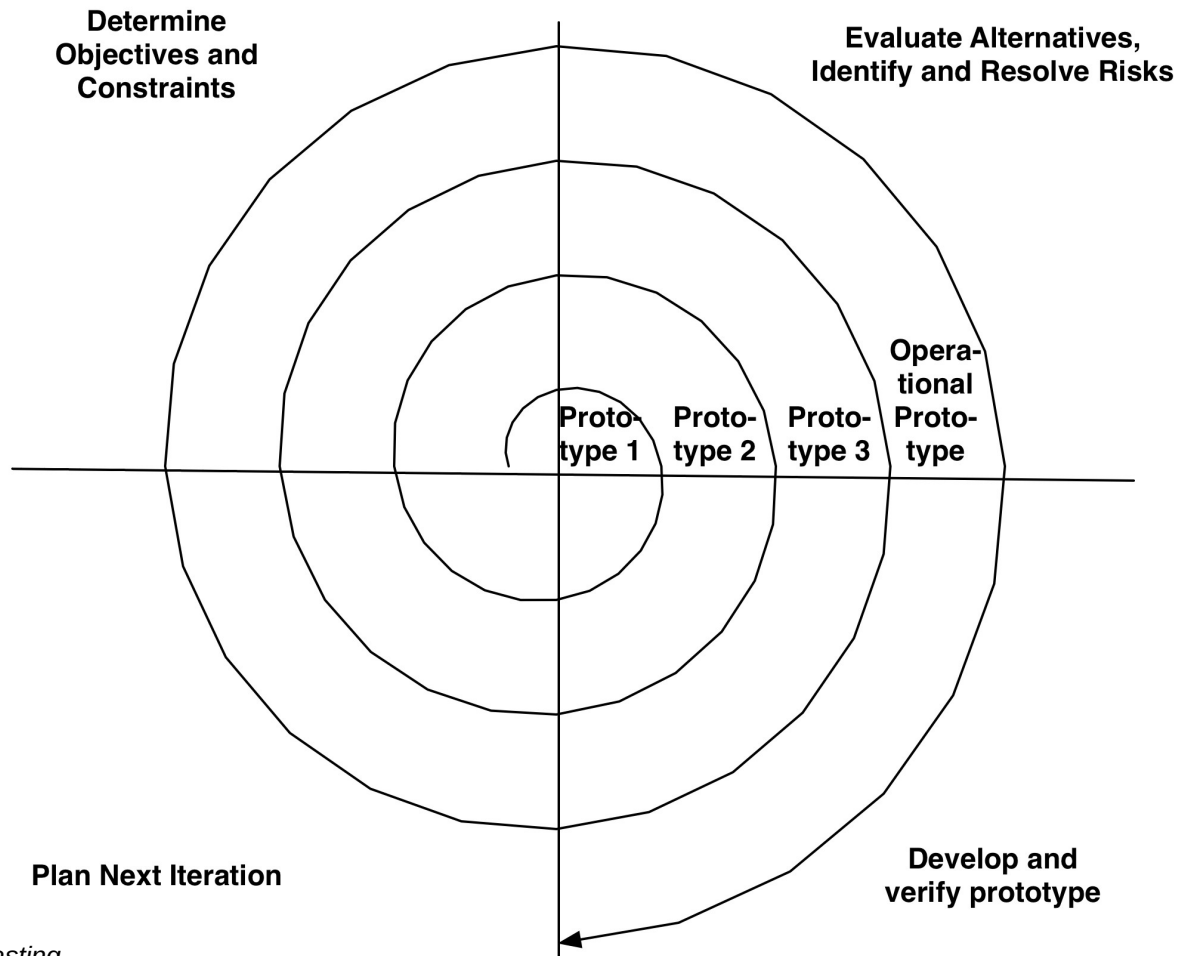 Determine
Objectives and
Constraints
Evaluate Alternatives,
Identify and Resolve Risks
Proto-
type 1
Proto-
type 2
Proto-
type 3
Opera-
tional
Proto-
type
Plan Next Iteration
Develop and
verify prototype